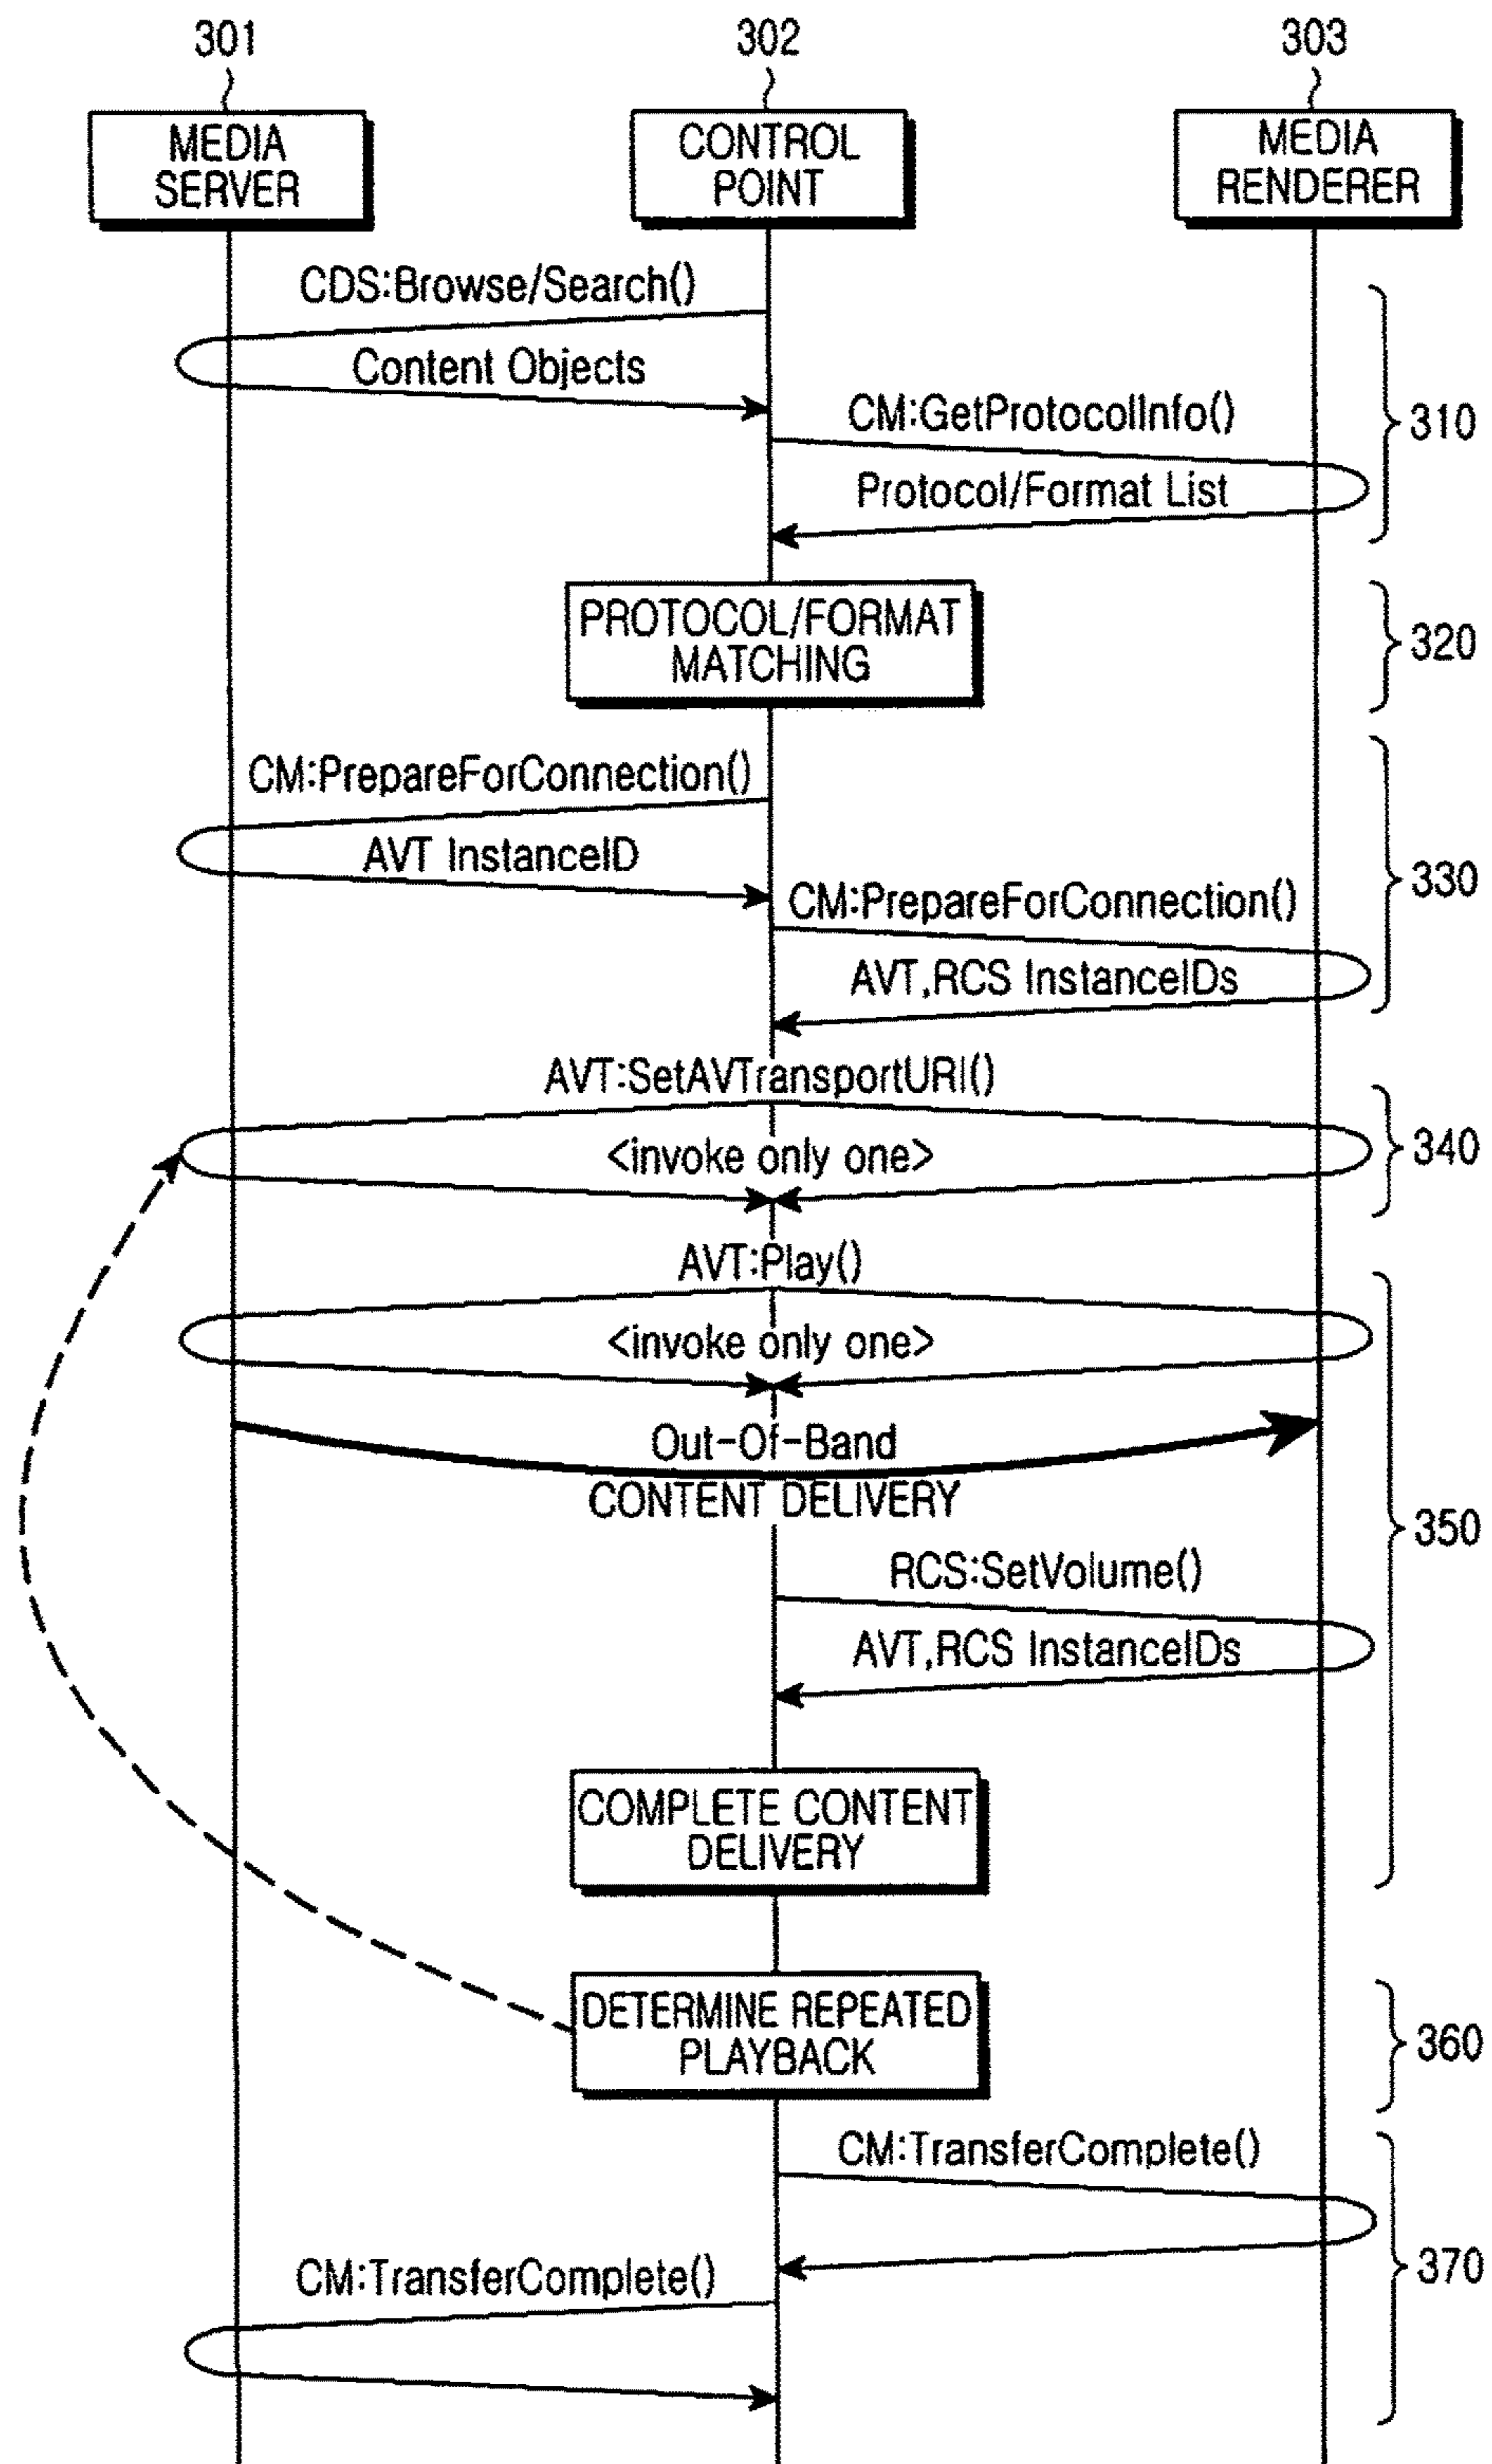 301
302
303
MEDIA
SERVER
CONTROL
POINT
MEDIA
RENDERER
CDS:Browse/Search()
Content Objects
CM:GetProtocolInfo()
310
Protocol/Format List
PROTOCOL/FORMAT
MATCHING
320
CM:PrepareForConnection()
AVT InstanceID
330
CM:PrepareForConnection()
AVT,RCS InstanceIDs
AVT:SetAVTransportURI()
<invoke only one>
340
AVT:Play()
<invoke only one>
Out-Of-Band
CONTENT DELIVERY
350
RCS:SetVolume()
AVT,RCS InstanceIDs
COMPLETE CONTENT
DELIVERY
DETERMINE REPEATED
PLAYBACK
360
CM:TransferComplete()
370
CM:TransferComplete()